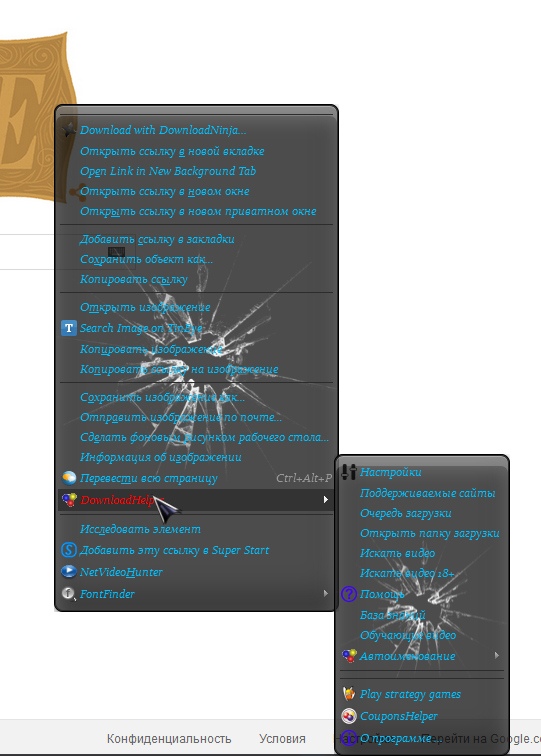 E
Download with DownloadNinja...
Открыть ссылку в новой вкладке
Open Link in New Background Tab
Открыть ссылку в новом окне
Открыть ссылку в новом приватном окне
Добавить ссылку в закладки
Сохранить объект как...
Копировать ссылку
Открыть изображение
T Search Image on TinEye
Копировать изображение
Копировать ссылку на изображение
Сохранить изображение как...
Отправить изображение по почте...
Сделать фоновым рисунком рабочего стола...
Информация об изображении
Перевести всю страницу Ctrl+Alt+P
DownloadHelper
Исследовать элемент
Добавить эту ссылку в Super Start
NetVideoHunter
FontFinder
Настройки
Поддерживаемые сайты
Очередь загрузки
Открыть папку загрузки
Искать видео
Искать видео 18+
Помощь
База знаний
Обучающие видео
Автоименование
Play strategy games
CouponsHelper
О программе...
Конфиденциальность Условия Настройки Перейти на Google.co